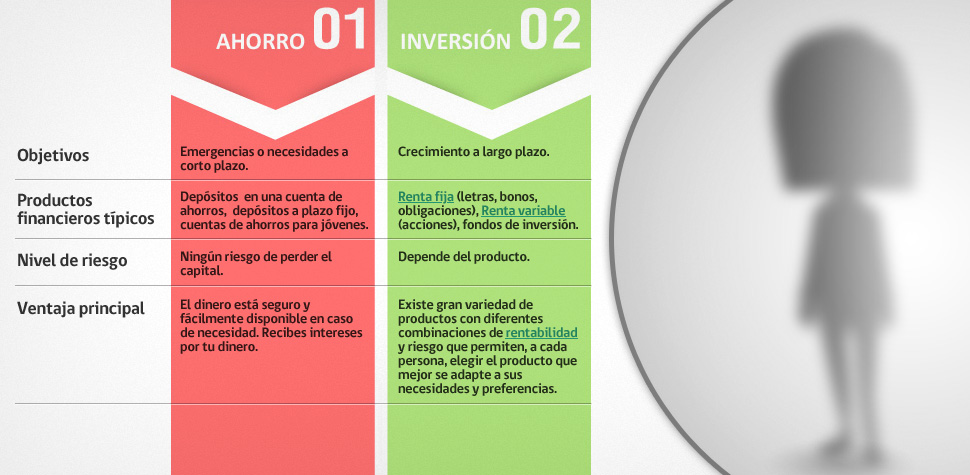 AHORRO 01
INVERSIÓN 02
Objetivos
Emergencias o necesidades a
corto plazo.
Crecimiento a largo plazo.
Productos
financieros típicos
Depósitos en una cuenta de
ahorros, depósitos a plazo fijo,
cuentas de ahorros para jóvenes.
Renta fija (letras, bonos,
obligaciones), Renta variable
(acciones), fondos de inversión.
Nivel de riesgo
Ningún riesgo de perder el
capital.
Depende del producto.
Ventaja principal
El dinero está seguro y
fácilmente disponible en caso
de necesidad. Recibes intereses
por tu dinero.
Existe gran variedad de
productos con diferentes
combinaciones de rentabilidad
y riesgo que permiten, a cada
persona, elegir el producto que
mejor se adapte a sus
necesidades y preferencias.